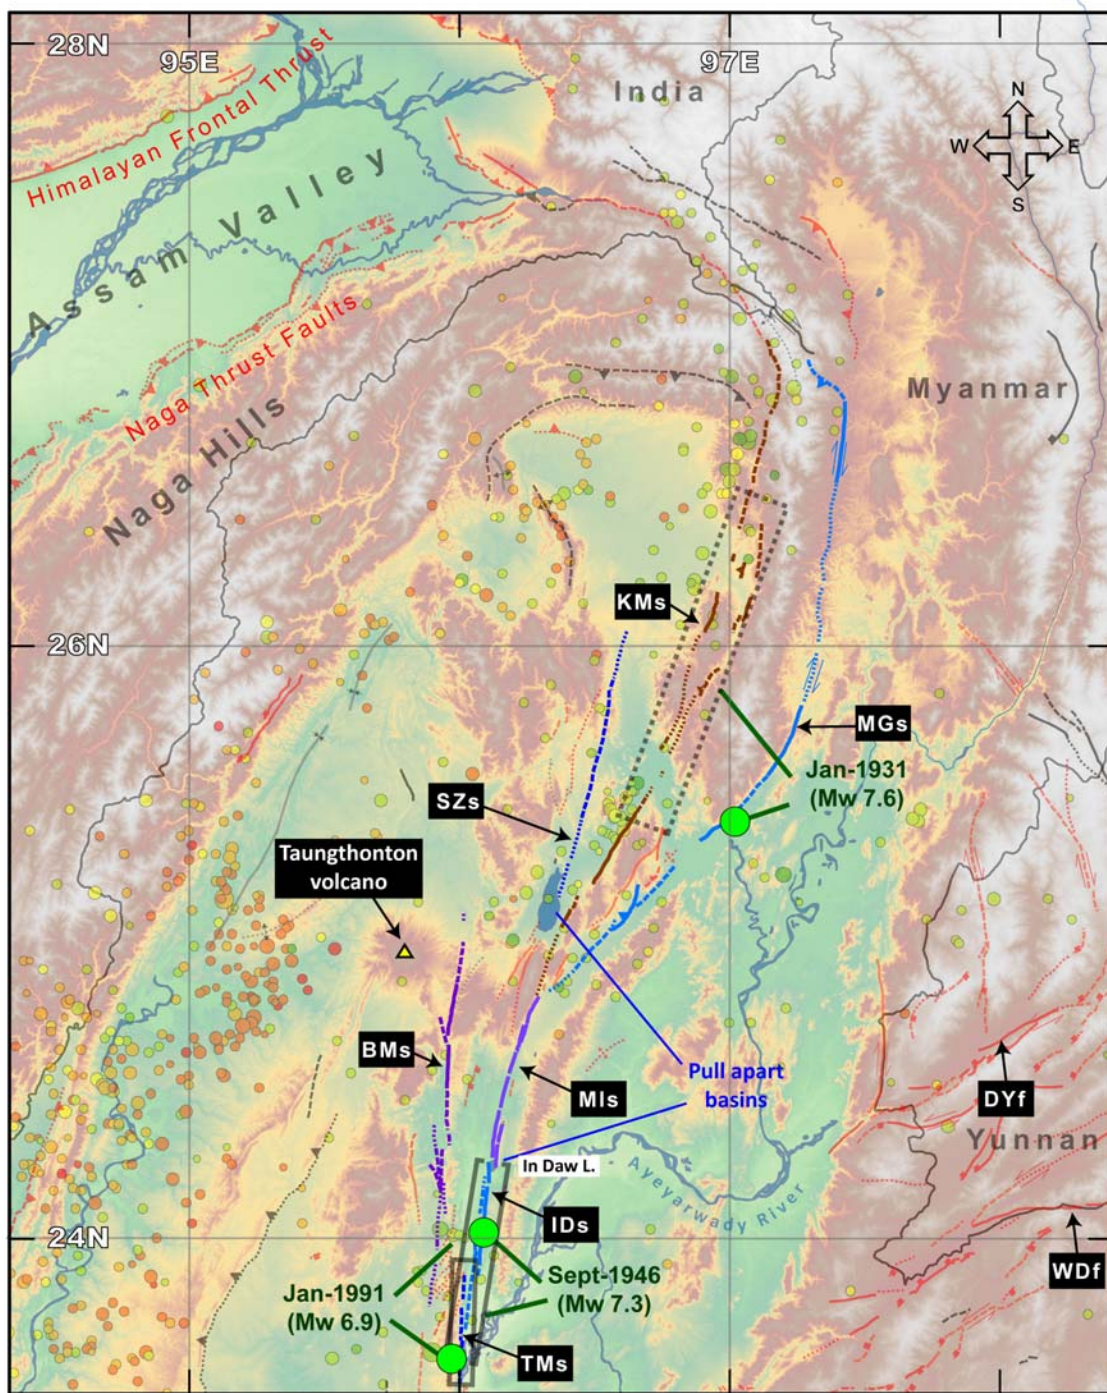 28N
95E
97E
India
N
W
E
S
Himalayan Frontal Thrust
Assam Valley
Naga Thrust Faults
Naga Hills
Myanmar
KMs
26N
MGs
Jan-1931
(Mw 7.6)
SZs
Taungthonton
volcano
BMs
MIs
Pull apart
basins
DYf
Yunnan
In Daw L.
Ayeyarwady River
IDs
24N
WDf
Jan-1991
(Mw 6.9)
Sept-1946
(Mw 7.3)
TMs